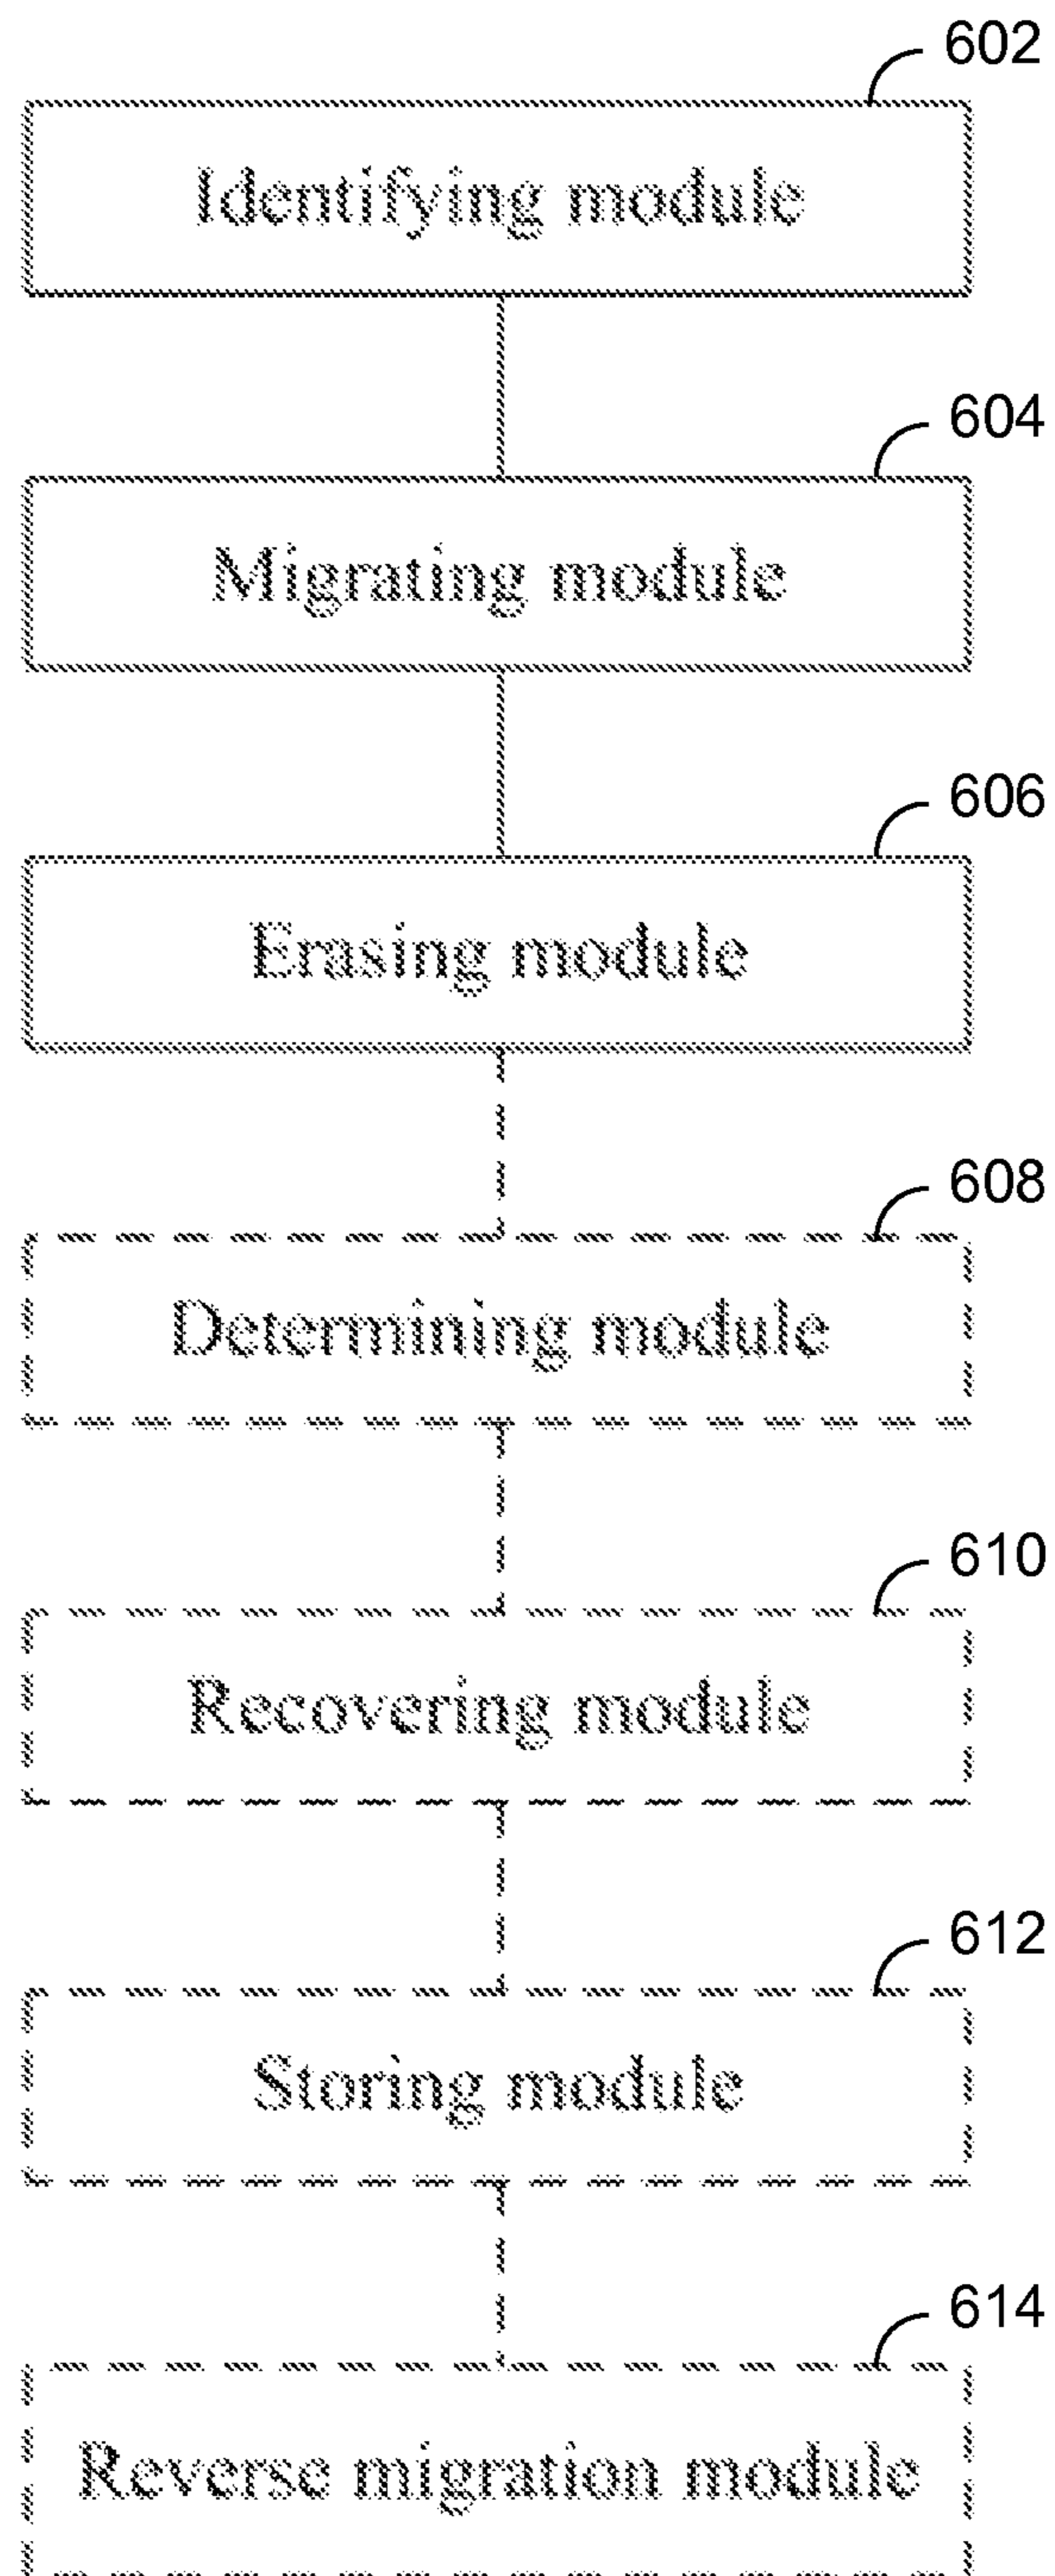 602
Identifying module
604
Migrating module
606
Erasing module
608
Determining module
610
Recovering module
612
Storing module
614
Reverse migration module